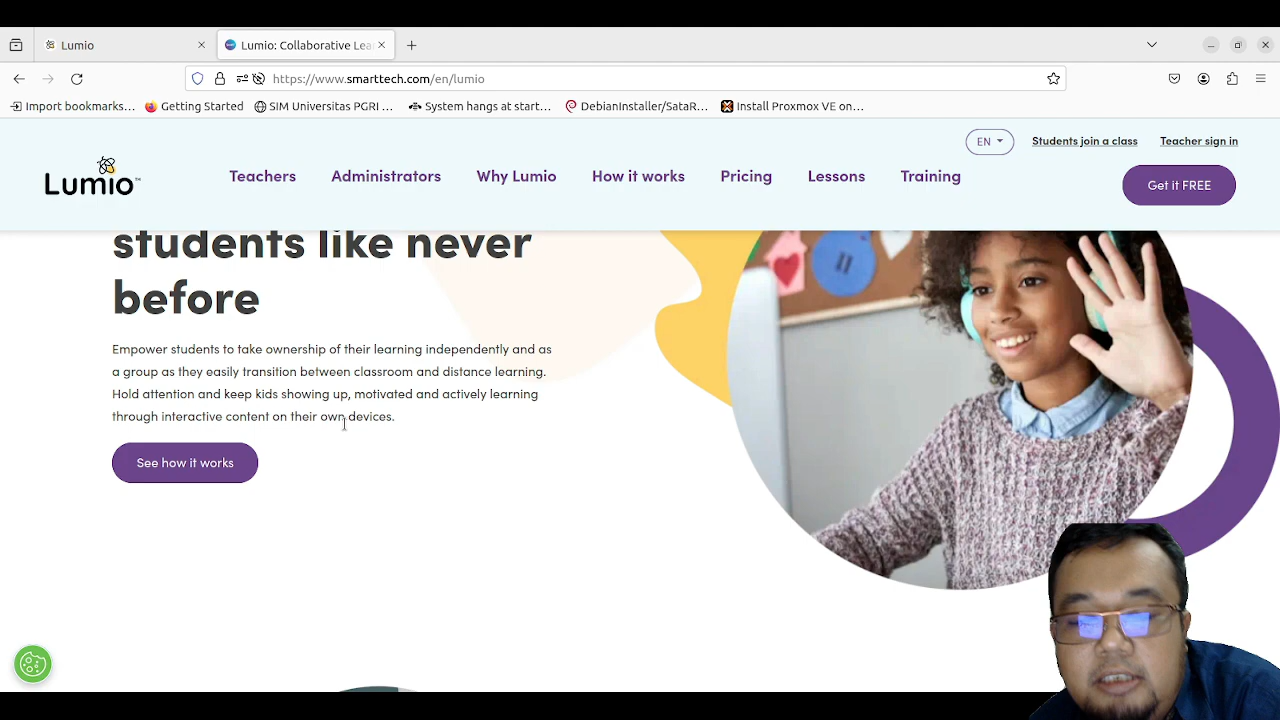 Lumio
Lumio: Collaborative Lea
https://www.smarttech.com/en/lumio
Import bookmarks...
Getting Started
SIM Universitas PGRI ...
System hangs at start...
DebianInstaller/SataR...
Install Proxmox VE on...
EN
Students join a class
Teacher sign in
Lumio™
Teachers
Administrators
Why Lumio
How it works
Pricing
Lessons
Training
Get it FREE
students like never
before
Empower students to take ownership of their learning independently and as
a group as they easily transition between classroom and distance learning.
Hold attention and keep kids showing up, motivated and actively learning
through interactive content on their own devices.
See how it works